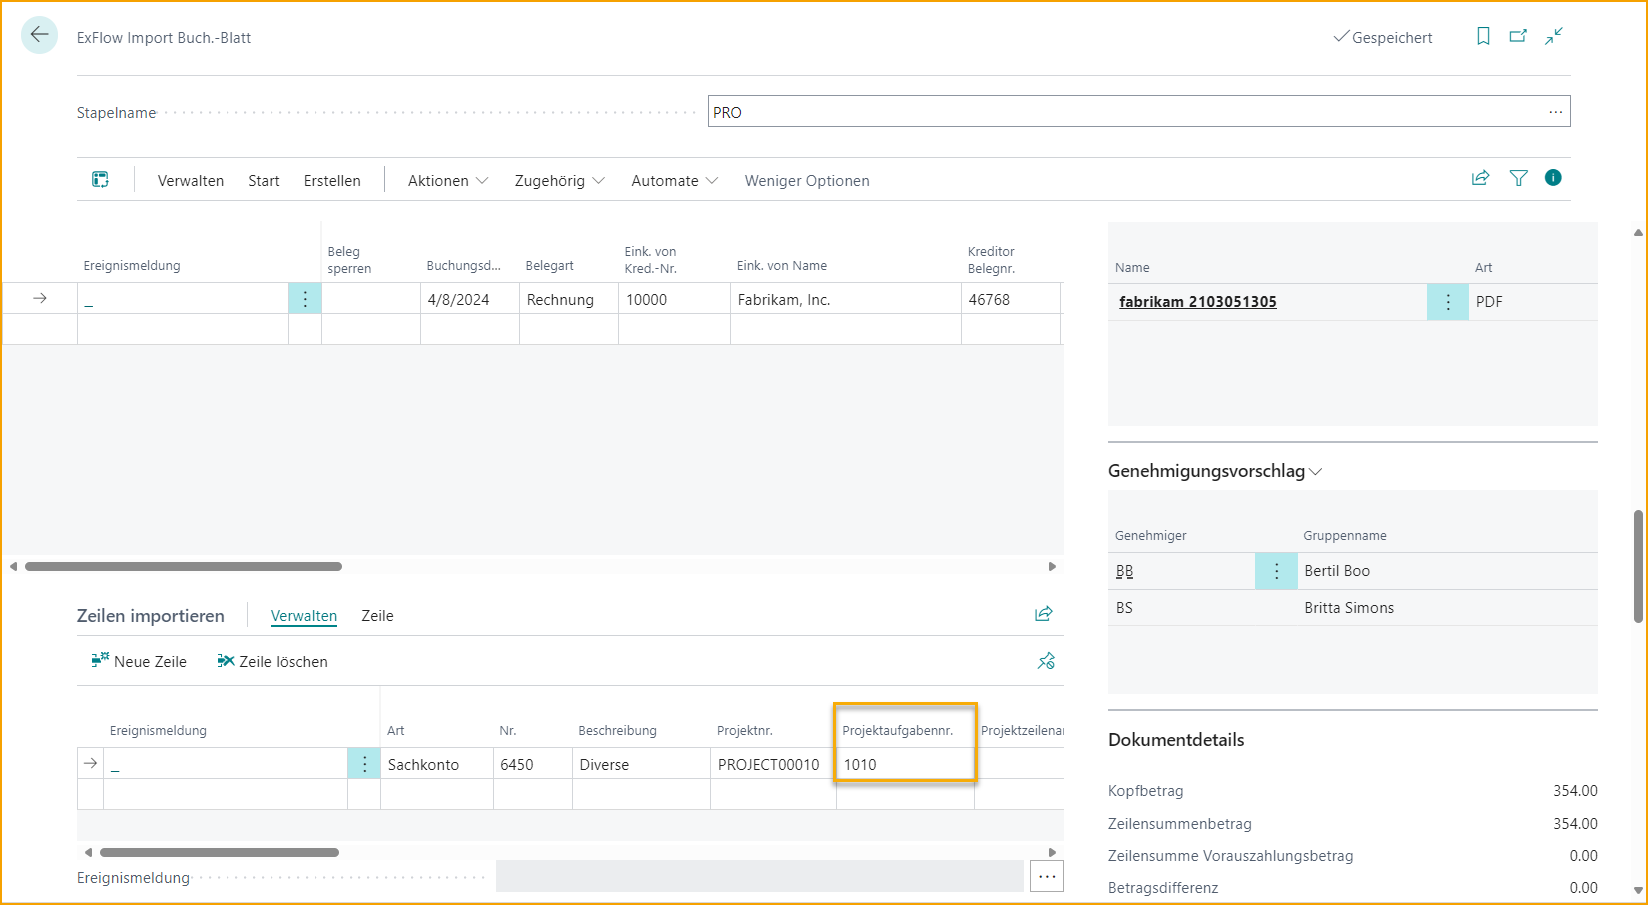 ExFlow Import Buch.-Blatt
Gespeichert
Stapelname
PRO
Verwalten Start Erstellen Aktionen Zugehörig Automate Weniger Optionen
Ereignismeldung Beleg sperren Buchungsd... Belegart Eink. von Kred.-Nr. Eink. von Name Kreditor Belegnr.
_ 4/8/2024 Rechnung 10000 Fabrikam, Inc. 46768
Name Art
fabrikam 2103051305 PDF
Genehmigungsvorschlag
Genehmiger Gruppenname
BB Bertil Boo
BS Britta Simons
Zeilen importieren Verwalten Zeile
Neue Zeile Zeile löschen
Ereignismeldung Art Nr. Beschreibung Projektnr. Projektaufgabennr. Projektzeilenar
_ Sachkonto 6450 Diverse PROJECT00010 1010
Ereignismeldung
...
Dokumentdetails
Kopfbetrag 354.00
Zeilensummenbetrag 354.00
Zeilensumme Vorauszahlungsbetrag 0.00
Betragsdifferenz 0.00